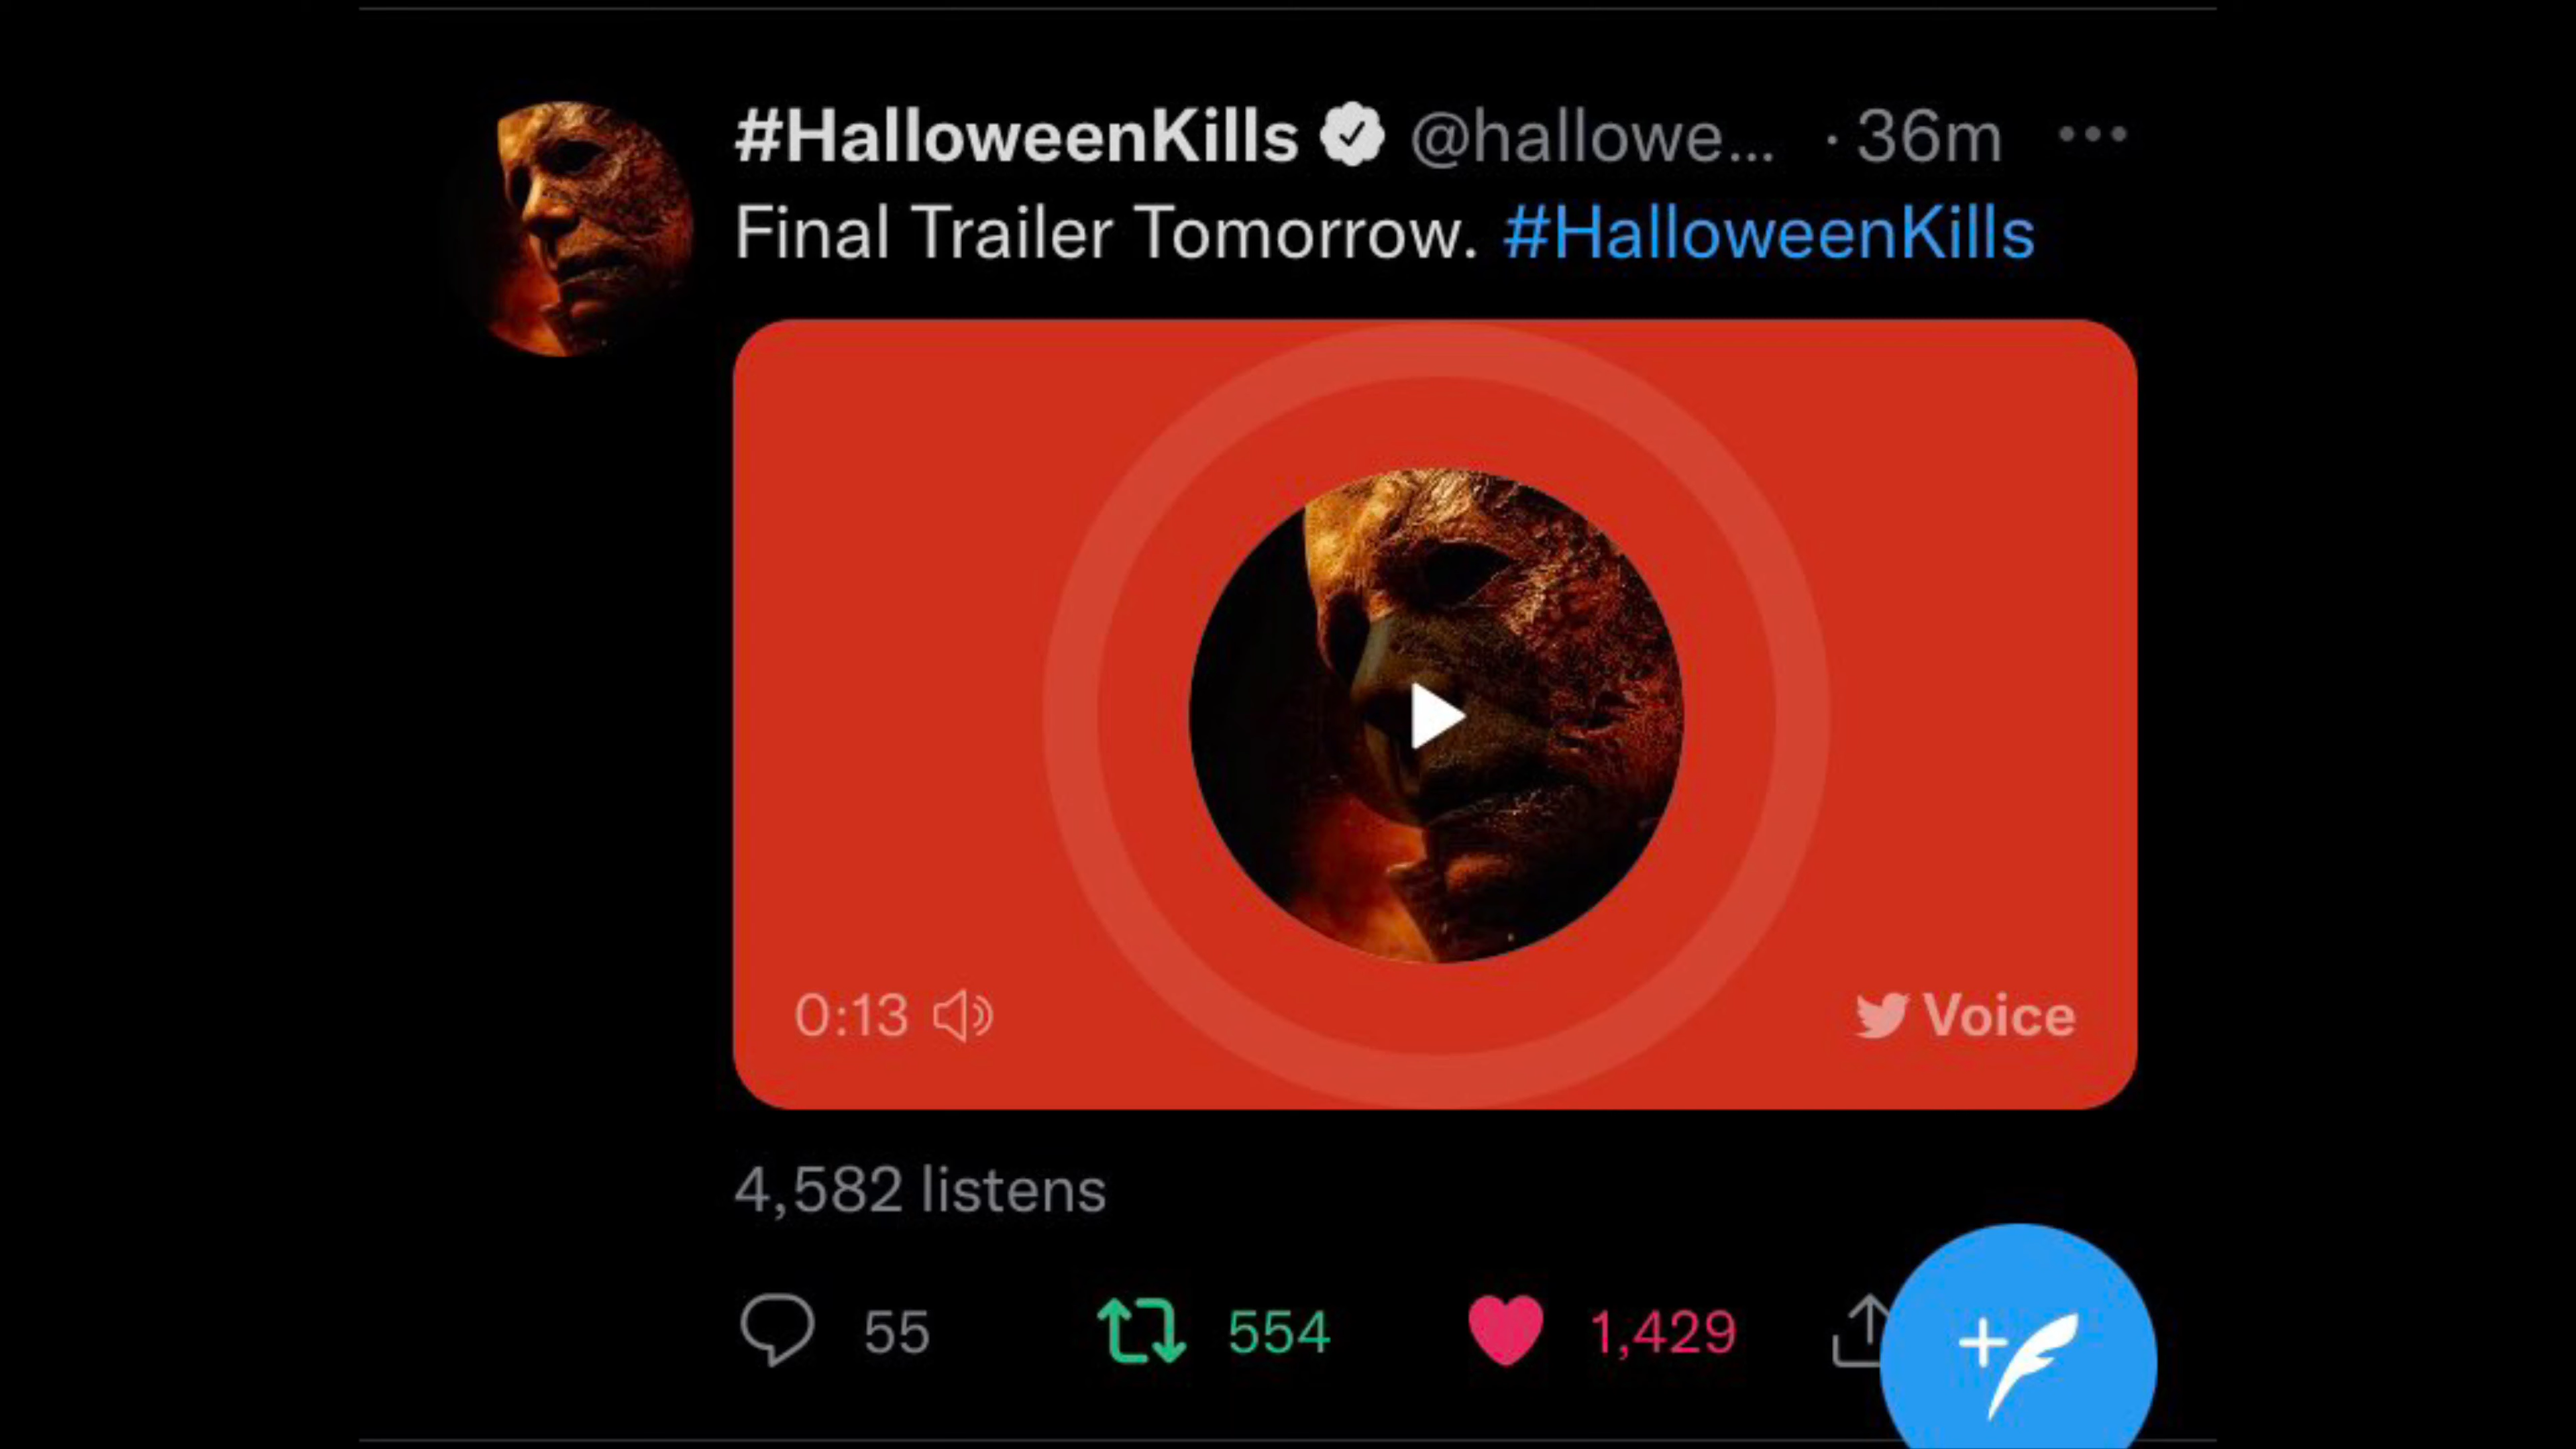 #HalloweenKills @hallowe... · 36m
Final Trailer Tomorrow. #HalloweenKills
0:13 Voice
4,582 listens
55 554 1,429